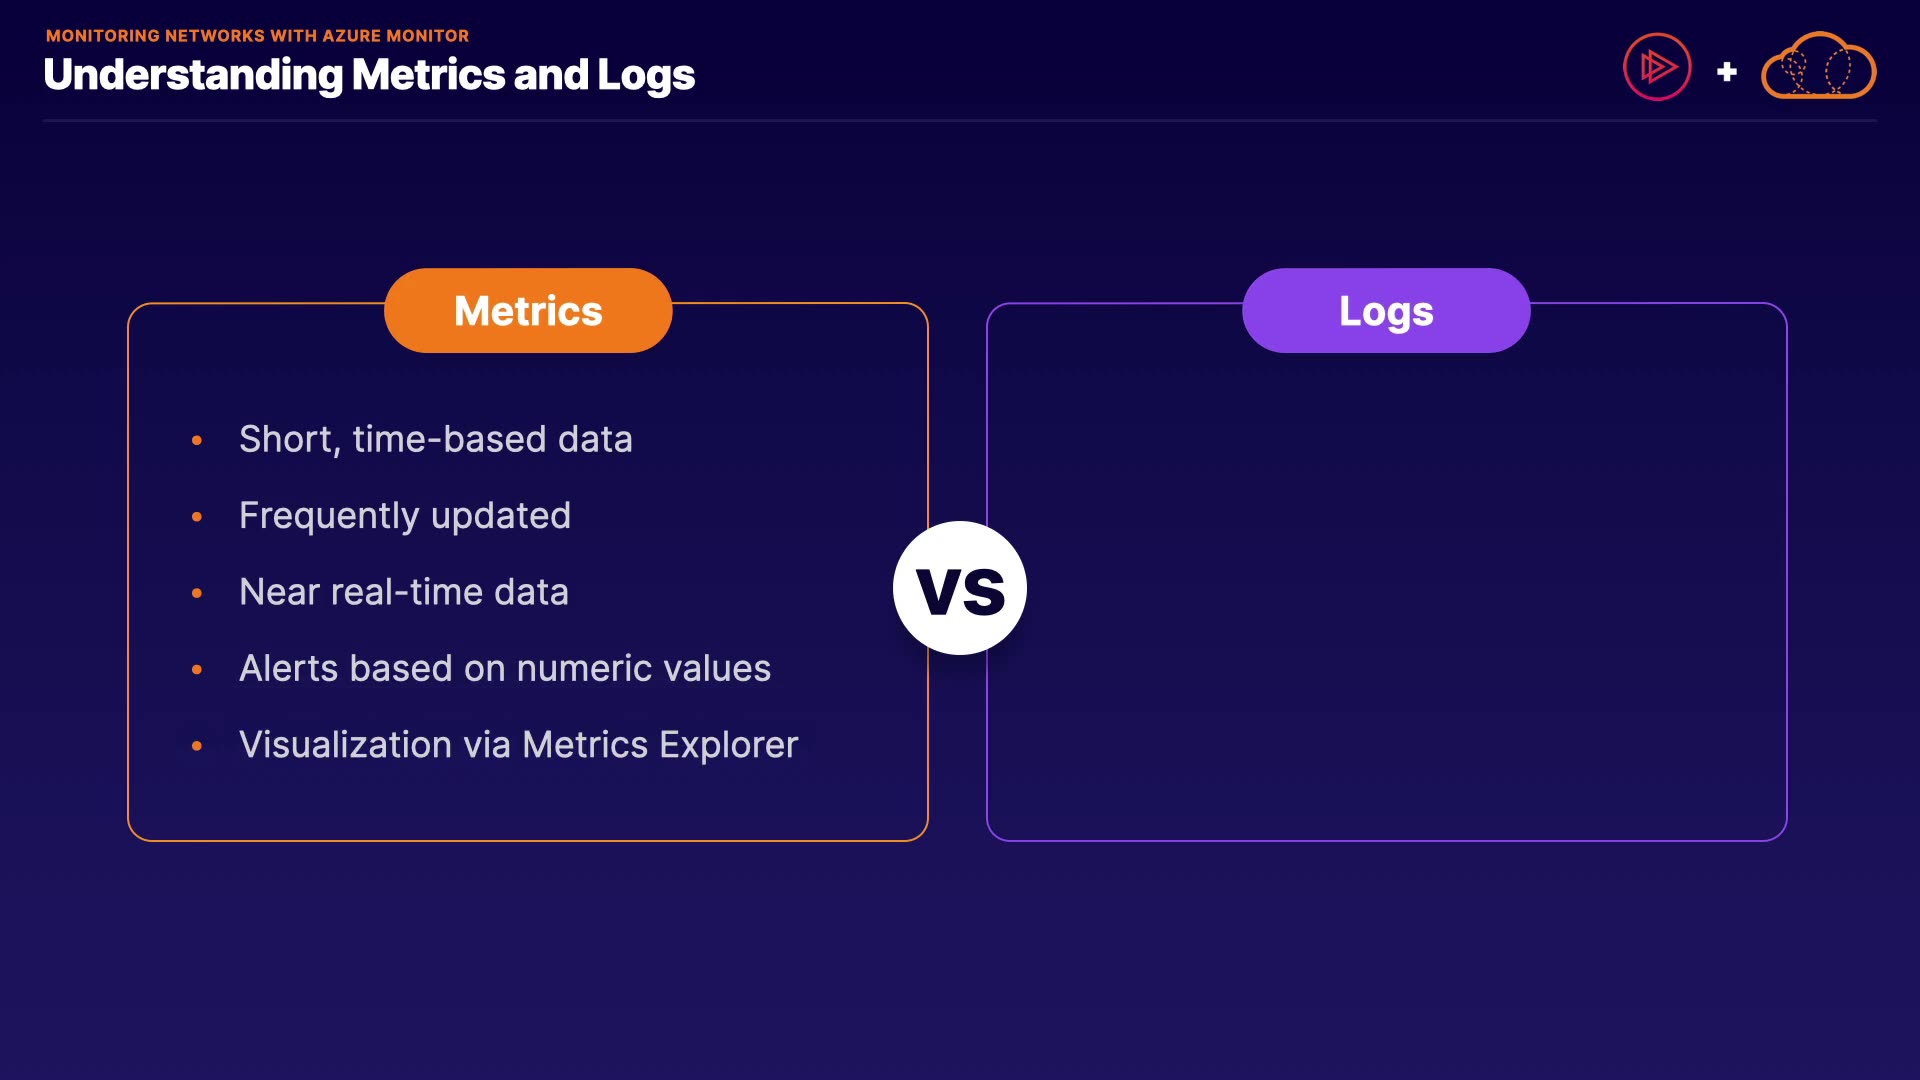 MONITORING NETWORKS WITH AZURE MONITOR
Understanding Metrics and Logs
+
Metrics
• Short, time-based data
• Frequently updated
• Near real-time data
• Alerts based on numeric values
• Visualization via Metrics Explorer
VS
Logs